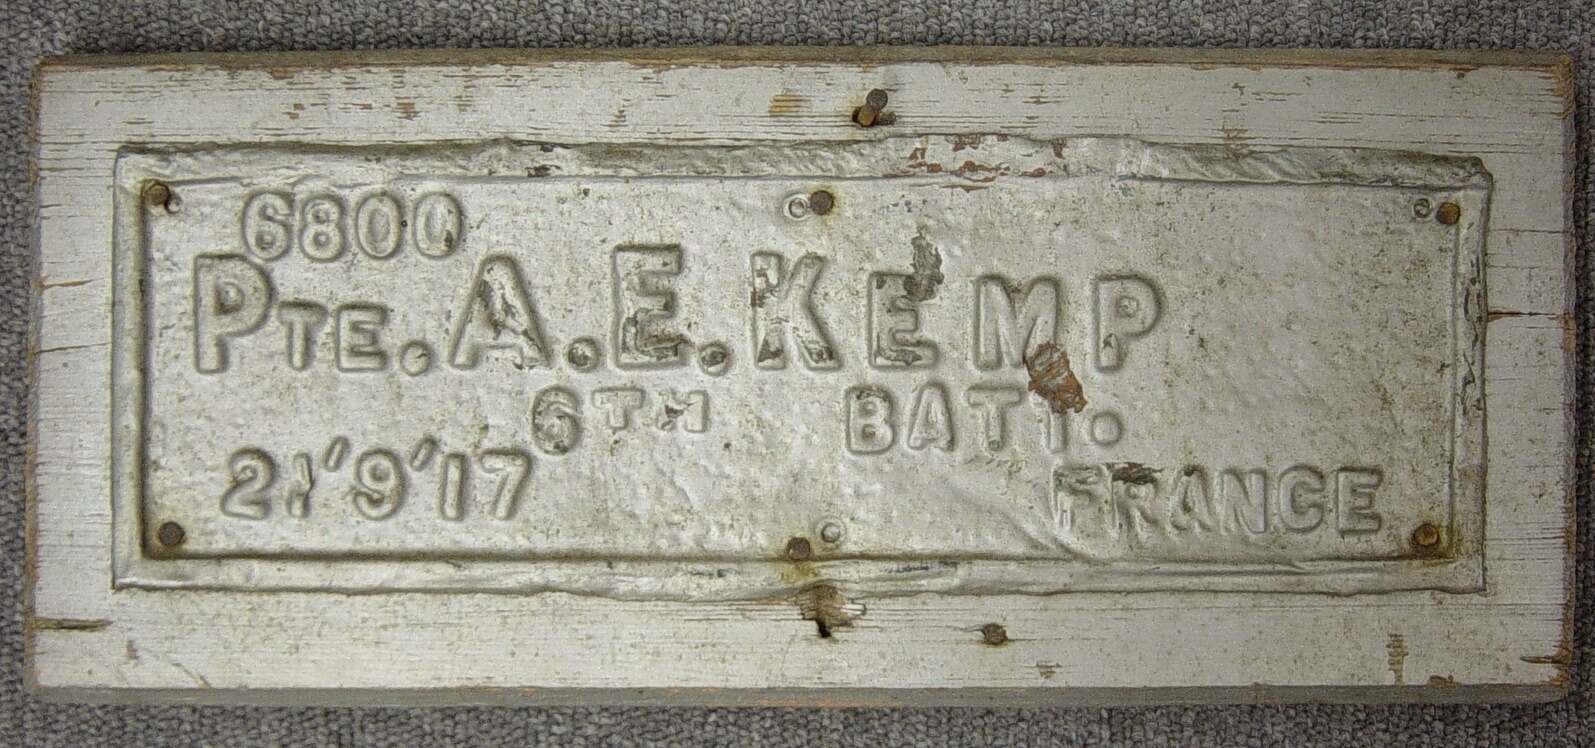 6800
PTE. A. E. KEMP
6TH BATT.
21'9'17
FRANCE